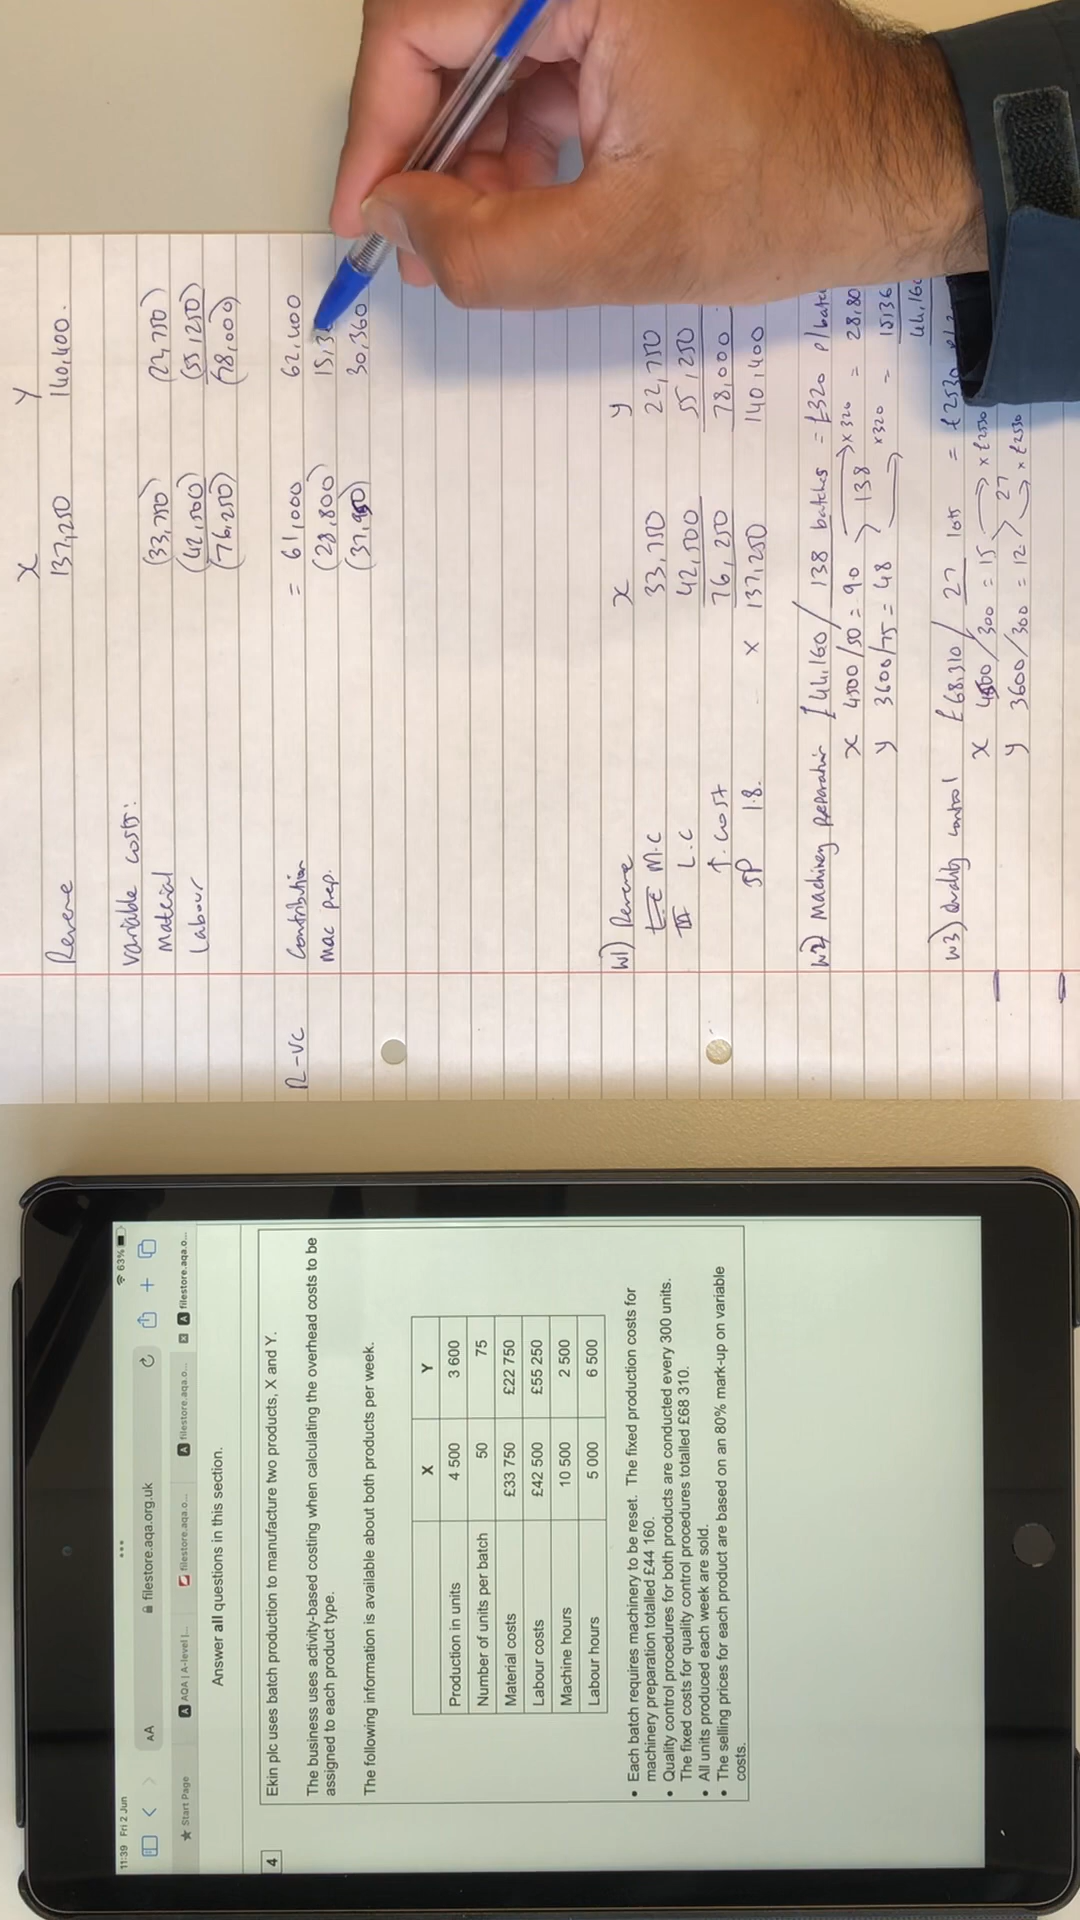 X Y
Revenue 137,250 140,400.
Variable costs:
Material (33,750) (22,750)
Labour (42,500) (55,250)
(76,250) (78,000)
R-VC Contribution = 61,000 62,400
Mac prep. (28,800) 15,3
(37,950) 30,360
W1) Revenue X Y
M.C 33,750 22,750
L.C 42,500 55,250
↑. Cost 76,250 78,000
SP 1.8. X 137,250 140,400
W2) Machinery preparation £44,160 / 138 batches = £320 p/batc
X 4500/50 = 90 138 × 320 = 28,80
Y 3600/75 = 48 ×320 = 15,36
44,160
W3) Quality control £68,310 / 27 lots = £2530 p/
X 4500/300 = 15 27 × £2530
Y 3600/300 = 12 × £2530
11:39 Fri 2 Jun
63%
AA filestore.aqa.org.uk
Start Page
AQA | A-level |...
filestore.aqa.o...
filestore.aqa.o...
filestore.aqa.o...
Answer all questions in this section.
4 Ekin plc uses batch production to manufacture two products, X and Y.
The business uses activity-based costing when calculating the overhead costs to be
assigned to each product type.
The following information is available about both products per week.
X Y
Production in units 4 500 3 600
Number of units per batch 50 75
Material costs £33 750 £22 750
Labour costs £42 500 £55 250
Machine hours 10 500 2 500
Labour hours 5 000 6 500
• Each batch requires machinery to be reset. The fixed production costs for
machinery preparation totalled £44 160.
• Quality control procedures for both products are conducted every 300 units.
The fixed costs for quality control procedures totalled £68 310.
• All units produced each week are sold.
• The selling prices for each product are based on an 80% mark-up on variable
costs.